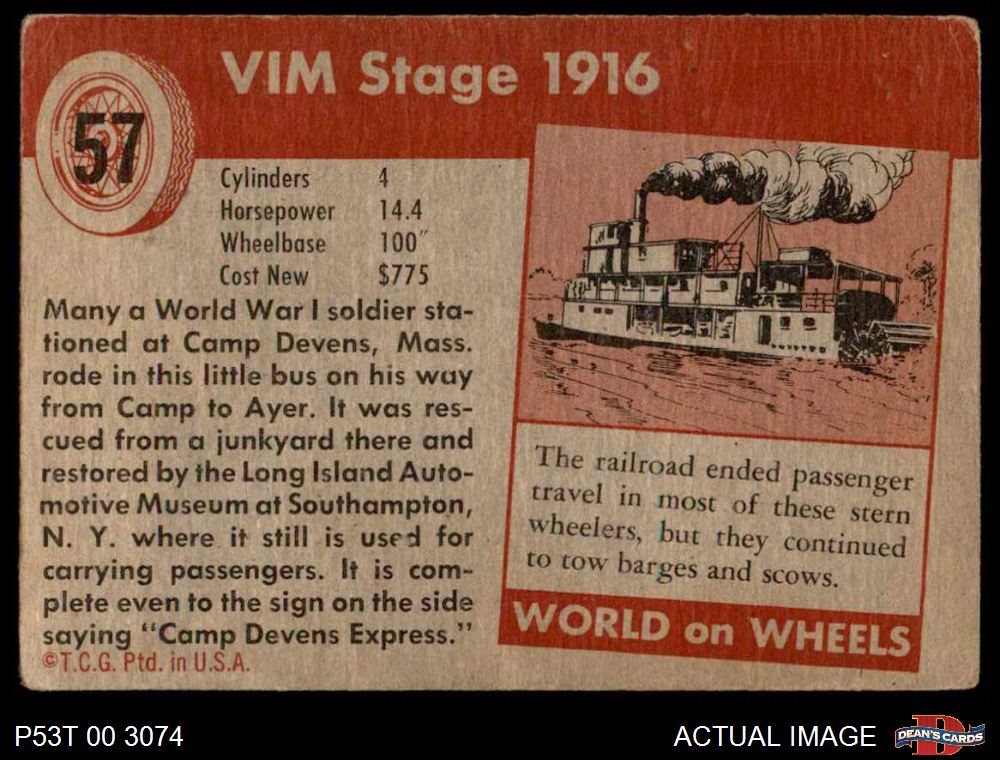 57
VIM Stage 1916
Cylinders 4
Horsepower 14.4
Wheelbase 100"
Cost New $775
Many a World War I soldier sta-
tioned at Camp Devens, Mass.
rode in this little bus on his way
from Camp to Ayer. It was res-
cued from a junkyard there and
restored by the Long Island Auto-
motive Museum at Southampton,
N. Y. where it still is used for
carrying passengers. It is com-
plete even to the sign on the side
saying “Camp Devens Express.”
©T.C.G. Ptd. in U.S.A.
The railroad ended passenger
travel in most of these stern
wheelers, but they continued
to tow barges and scows.
WORLD on WHEELS
P53T 00 3074
ACTUAL IMAGE
D
DEAN'S CARDS